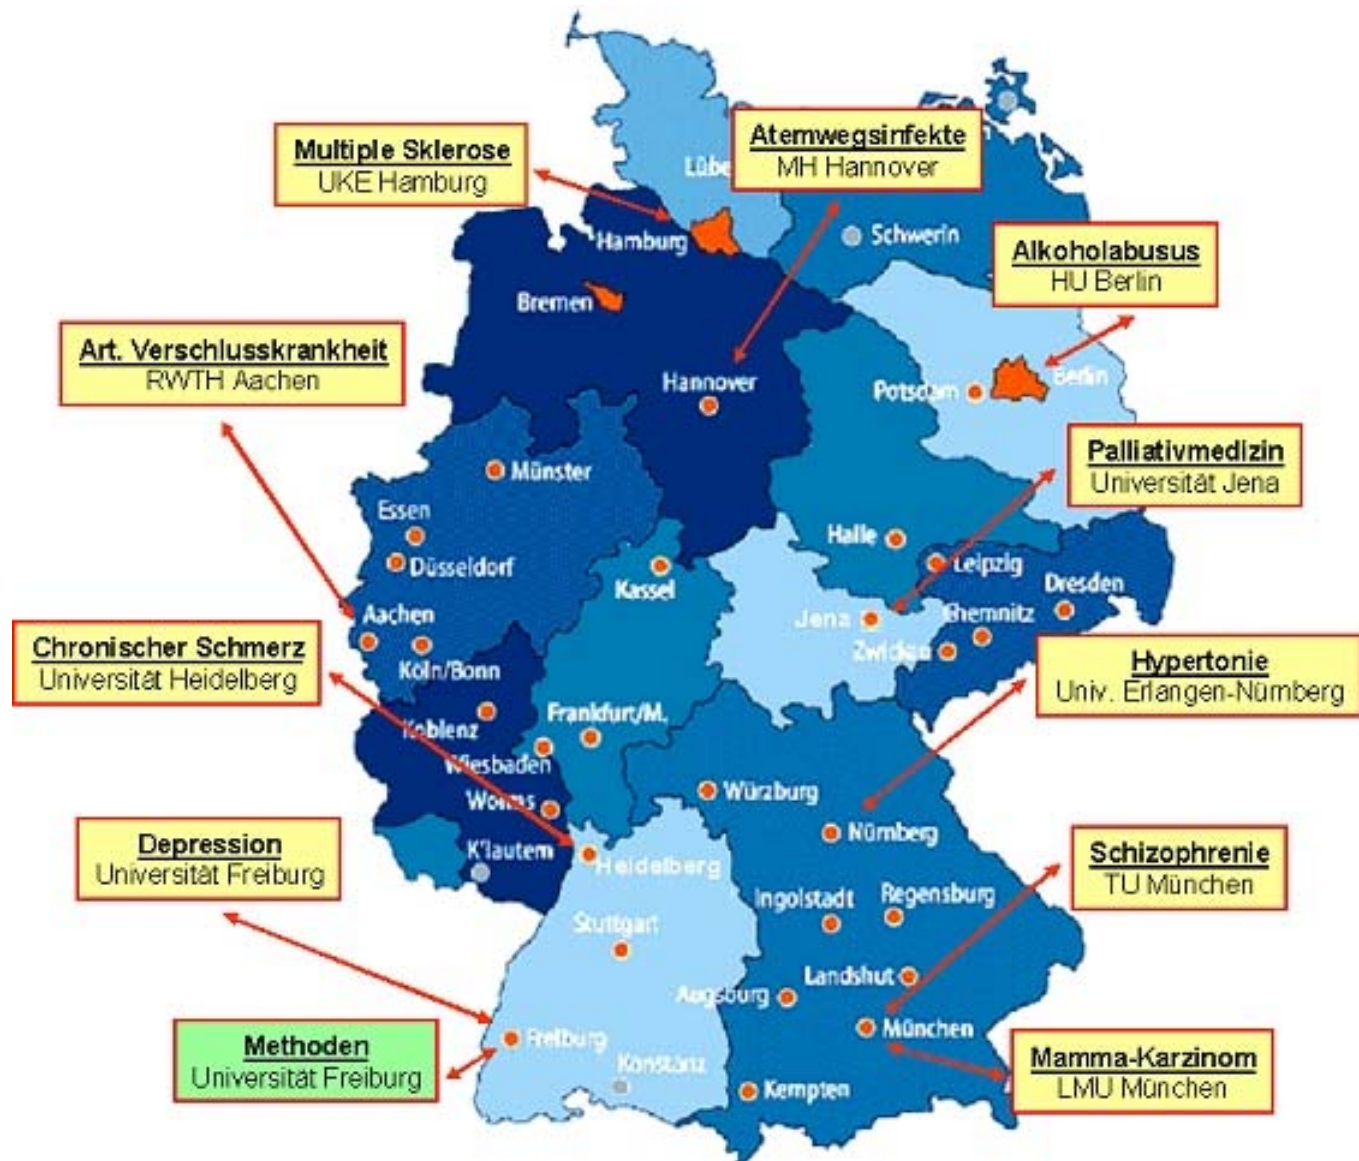 Multiple Sklerose
UKE Hamburg
Atemwegsinfekte
MH Hannover
Lübe
Hamburg
Schwerin
Alkoholabusus
HU Berlin
Bremen
Art. Verschlusskrankheit
RWTH Aachen
Hannover
Potsdam
Berlin
Münster
Palliativmedizin
Universität Jena
Essen
Düsseldorf
Halle
Leipzig
Kassel
Dresden
Aachen
Jena
Chemnitz
Chronischer Schmerz
Universität Heidelberg
Köln/Bonn
Zwickau
Hypertonie
Univ. Erlangen-Nürnberg
Koblenz
Frankfurt/M.
Wiesbaden
Würzburg
Worms
Nürnberg
Depression
Universität Freiburg
K'lautern
Heidelberg
Schizophrenie
TU München
Ingolstadt
Regensburg
Stuttgart
Landshut
Augsburg
München
Methoden
Universität Freiburg
Freiburg
Konstanz
Kempten
Mamma-Karzinom
LMU München